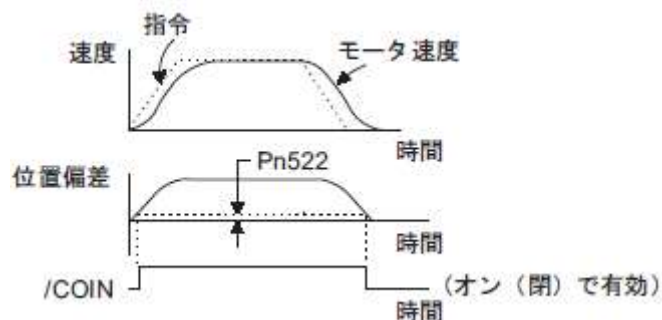 指令
速度
モータ速度
時間
Pn522
位置偏差
時間
/COIN
(オン(閉)で有効)
時間